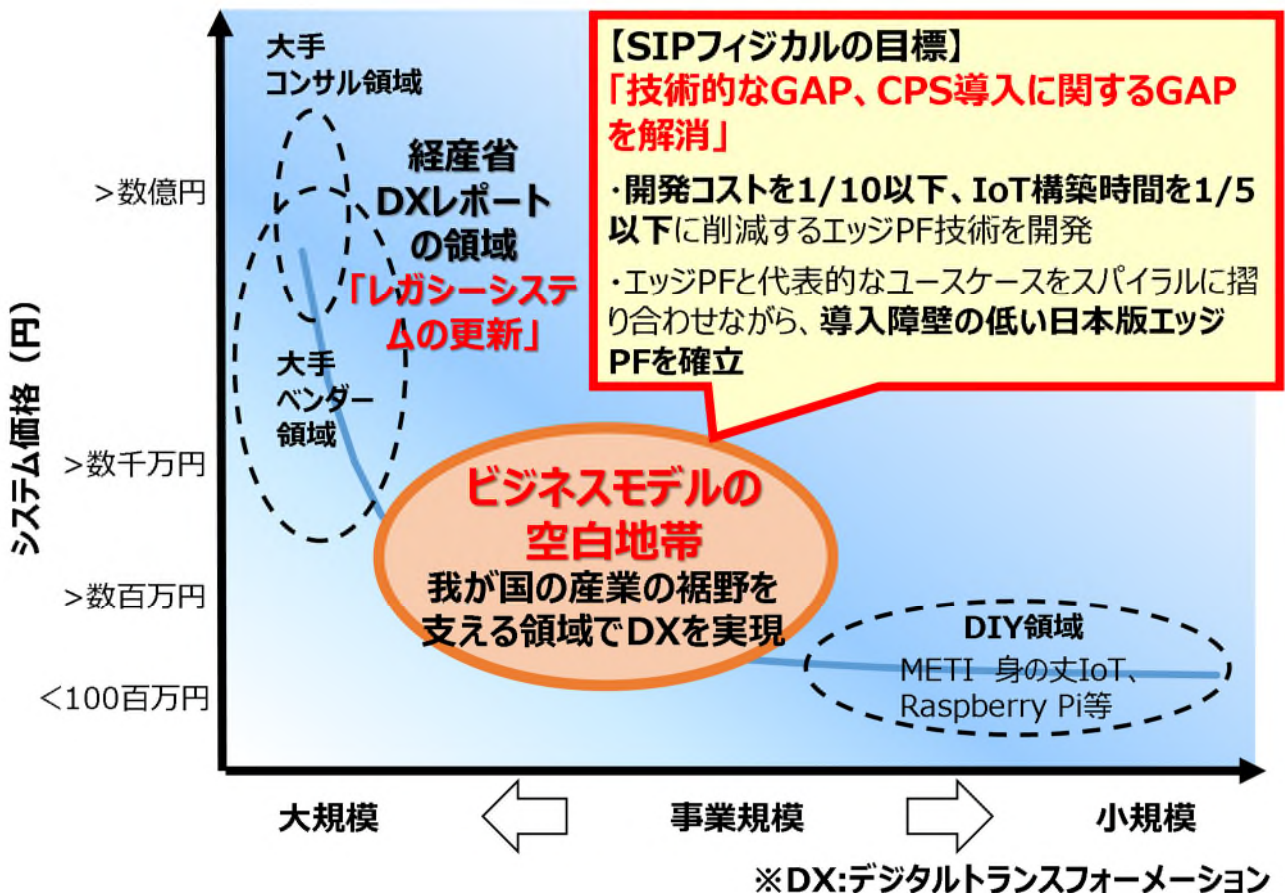 大手
コンサル領域
経産省
DXレポート
の領域
「レガシーシステ
ムの更新」
大手
ベンダー
領域
【SIPフィジカルの目標】
「技術的なGAP、CPS導入に関するGAP
を解消」
・開発コストを1/10以下、IoT構築時間を1/5
以下に削減するエッジPF技術を開発
・エッジPFと代表的なユースケースをスパイラルに摺
り合わせながら、導入障壁の低い日本版エッジ
PFを確立
システム価格（円）
>数億円
>数千万円
>数百万円
<100百万円
ビジネスモデルの
空白地帯
我が国の産業の裾野を
支える領域でDXを実現
DIY領域
METI 身の丈IoT、
Raspberry Pi等
大規模
事業規模
小規模
※DX:デジタルトランスフォーメーション